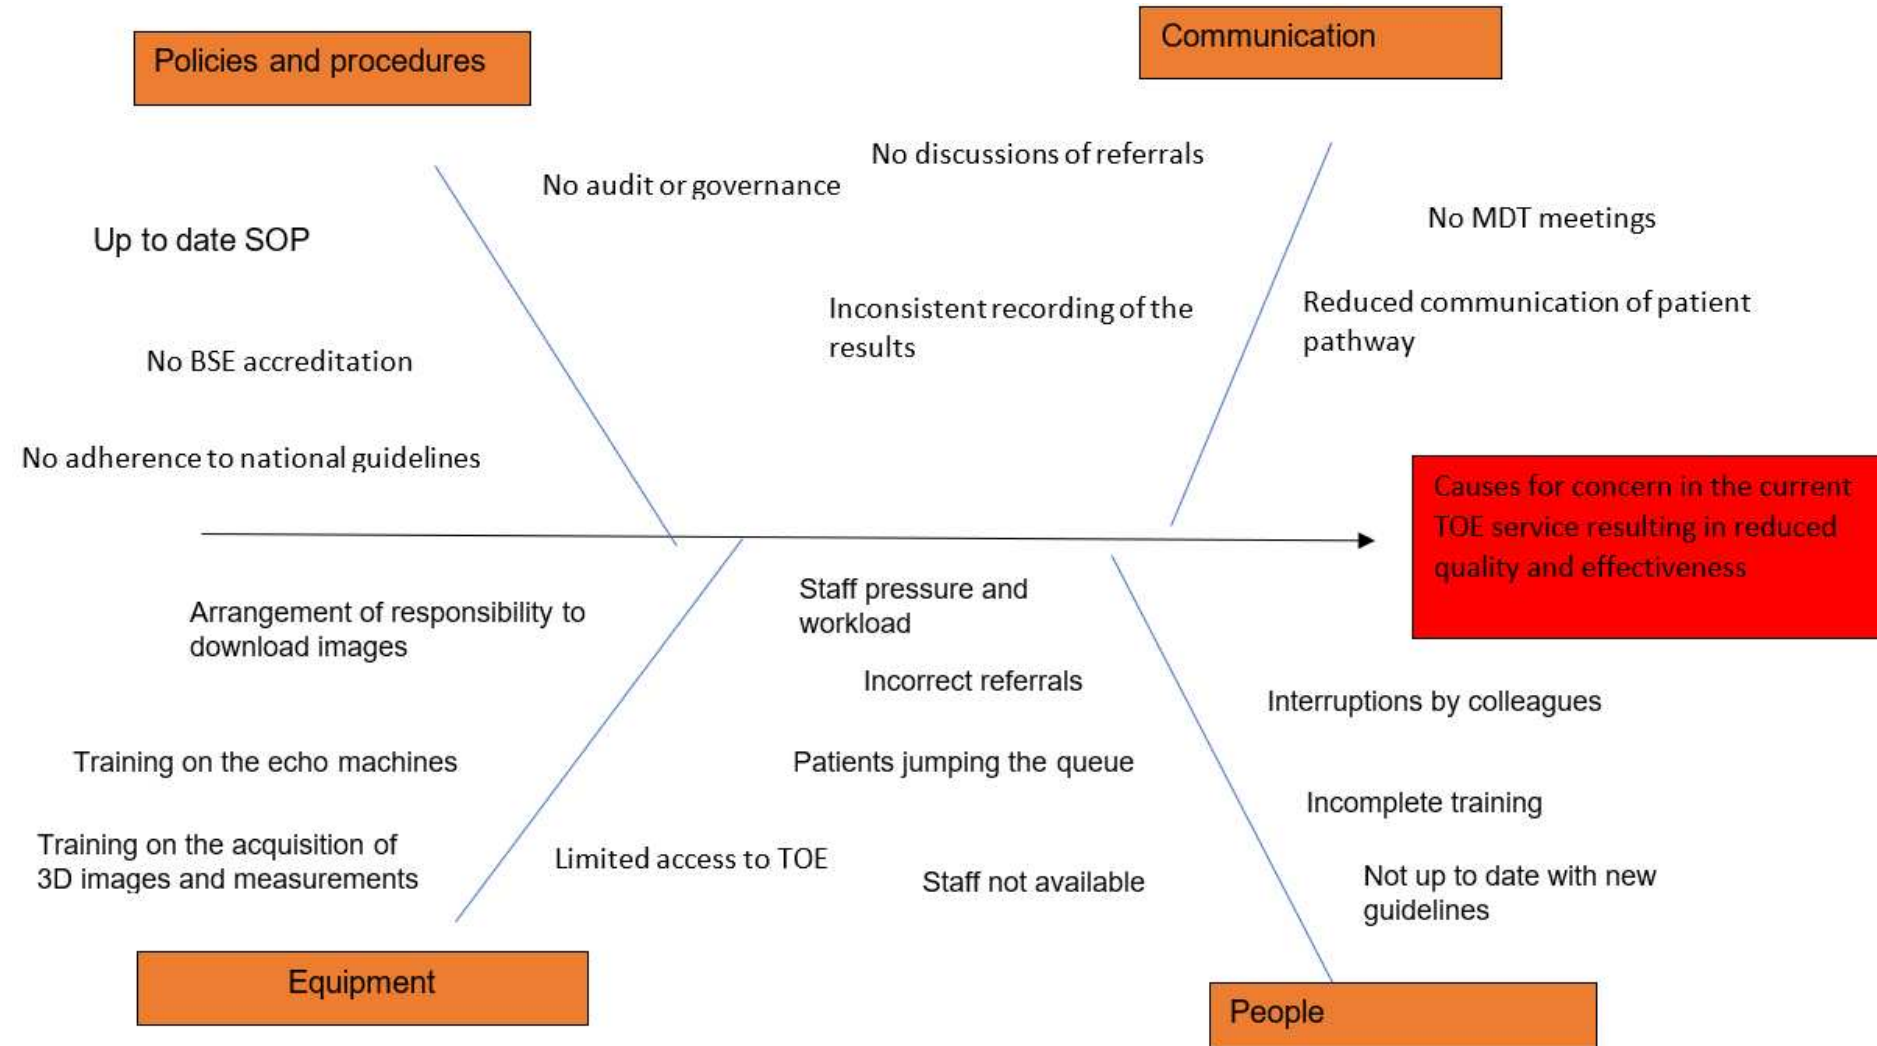 Policies and procedures
Communication
No discussions of referrals
No audit or governance
No MDT meetings
Up to date SOP
Inconsistent recording of the
results
Reduced communication of patient
pathway
No BSE accreditation
No adherence to national guidelines
Causes for concern in the current
TOE service resulting in reduced
quality and effectiveness
Arrangement of responsibility to
download images
Staff pressure and
workload
Incorrect referrals
Interruptions by colleagues
Training on the echo machines
Patients jumping the queue
Incomplete training
Training on the acquisition of
3D images and measurements
Limited access to TOE
Staff not available
Not up to date with new
guidelines
Equipment
People